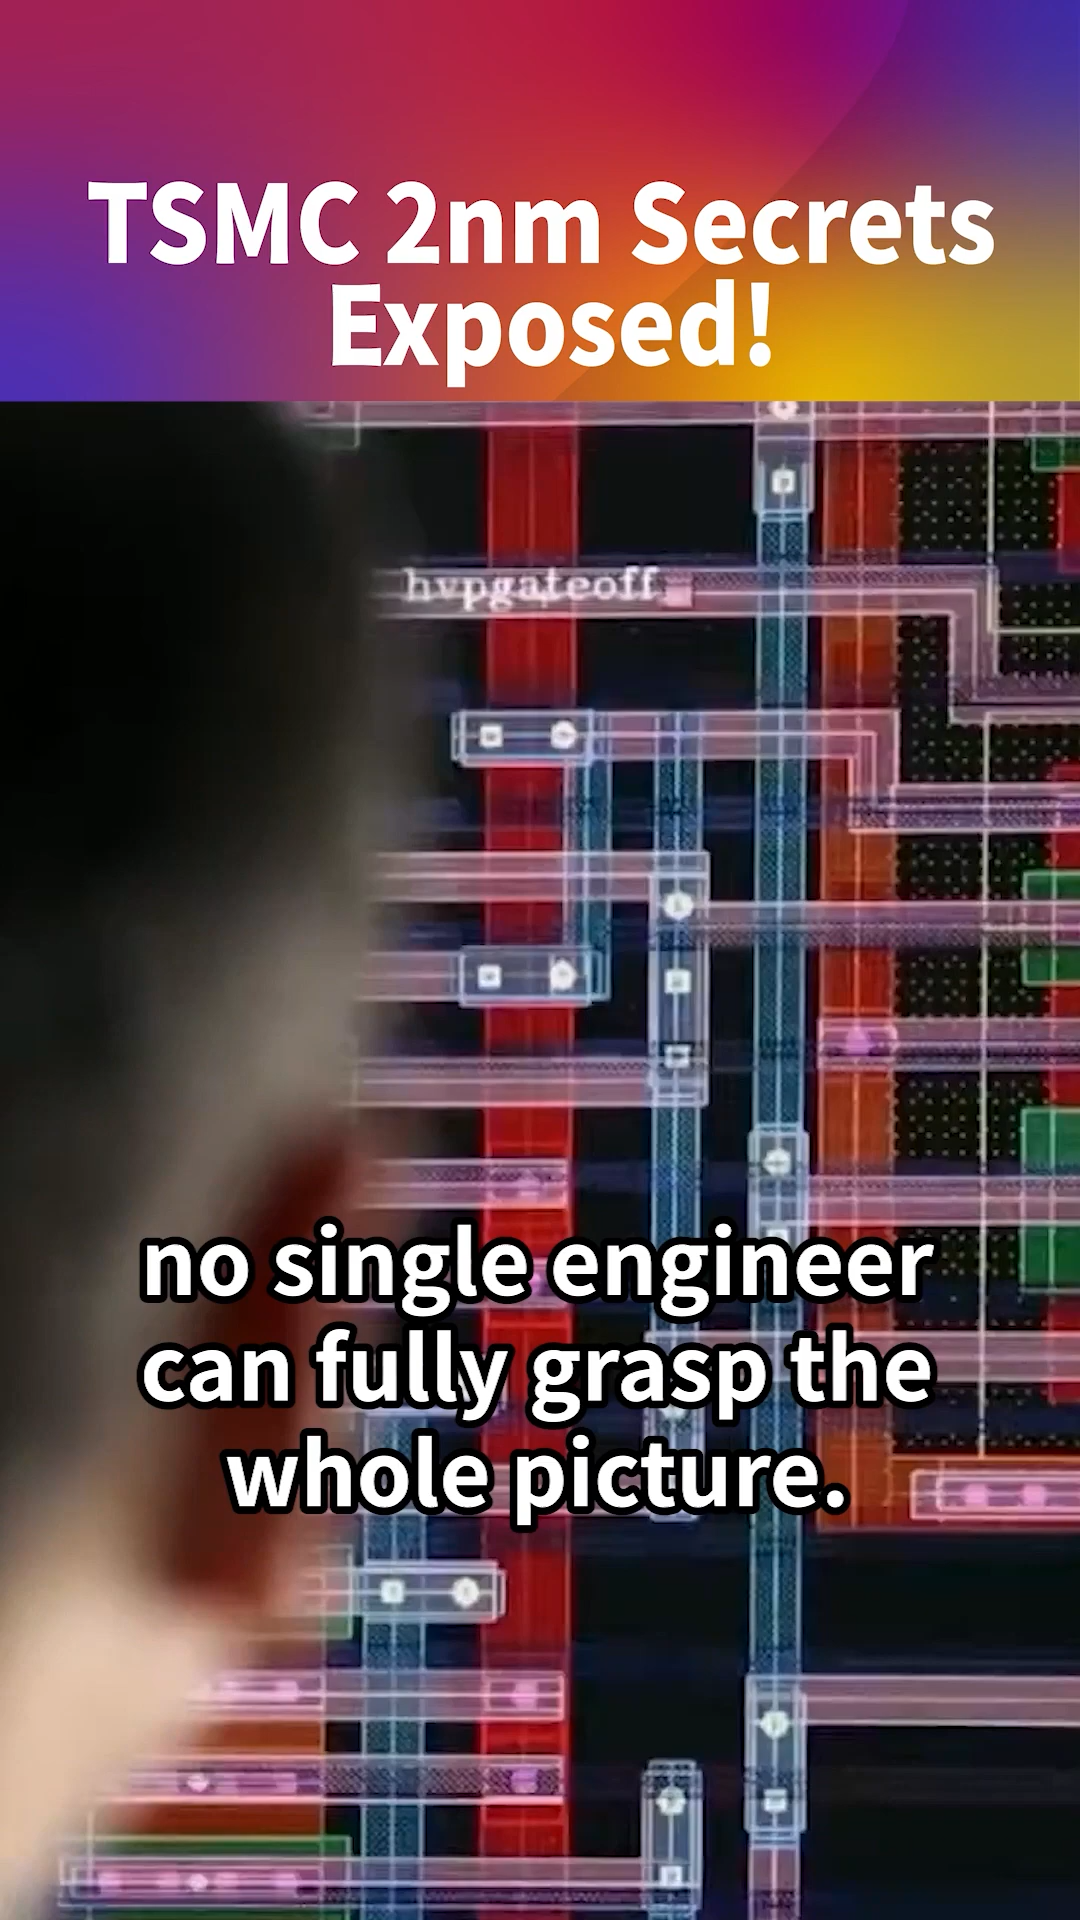 TSMC 2nm Secrets
Exposed!
hvpgateoff
no single engineer
can fully grasp the
whole picture.